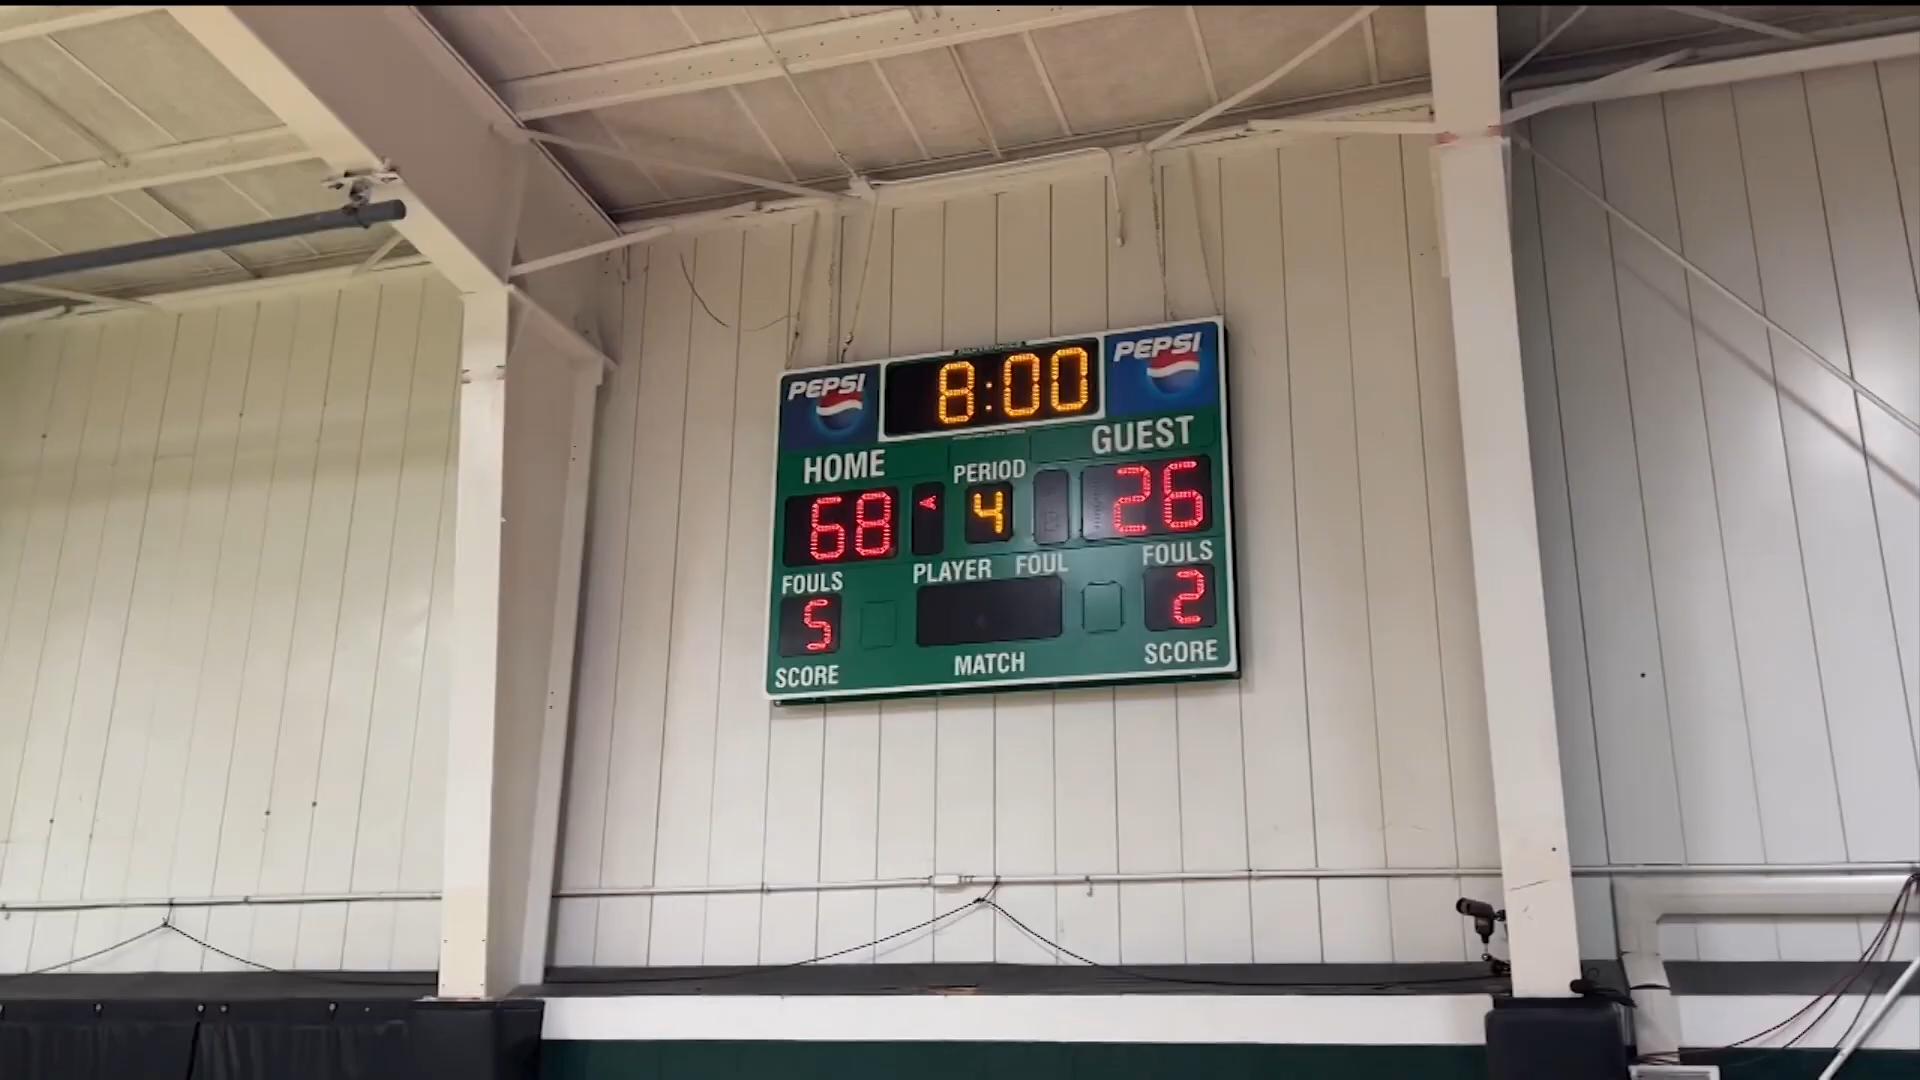 PEPSI 8:00 PEPSI
HOME PERIOD GUEST
68 4 26
FOULS PLAYER FOUL FOULS
5 2
SCORE MATCH SCORE